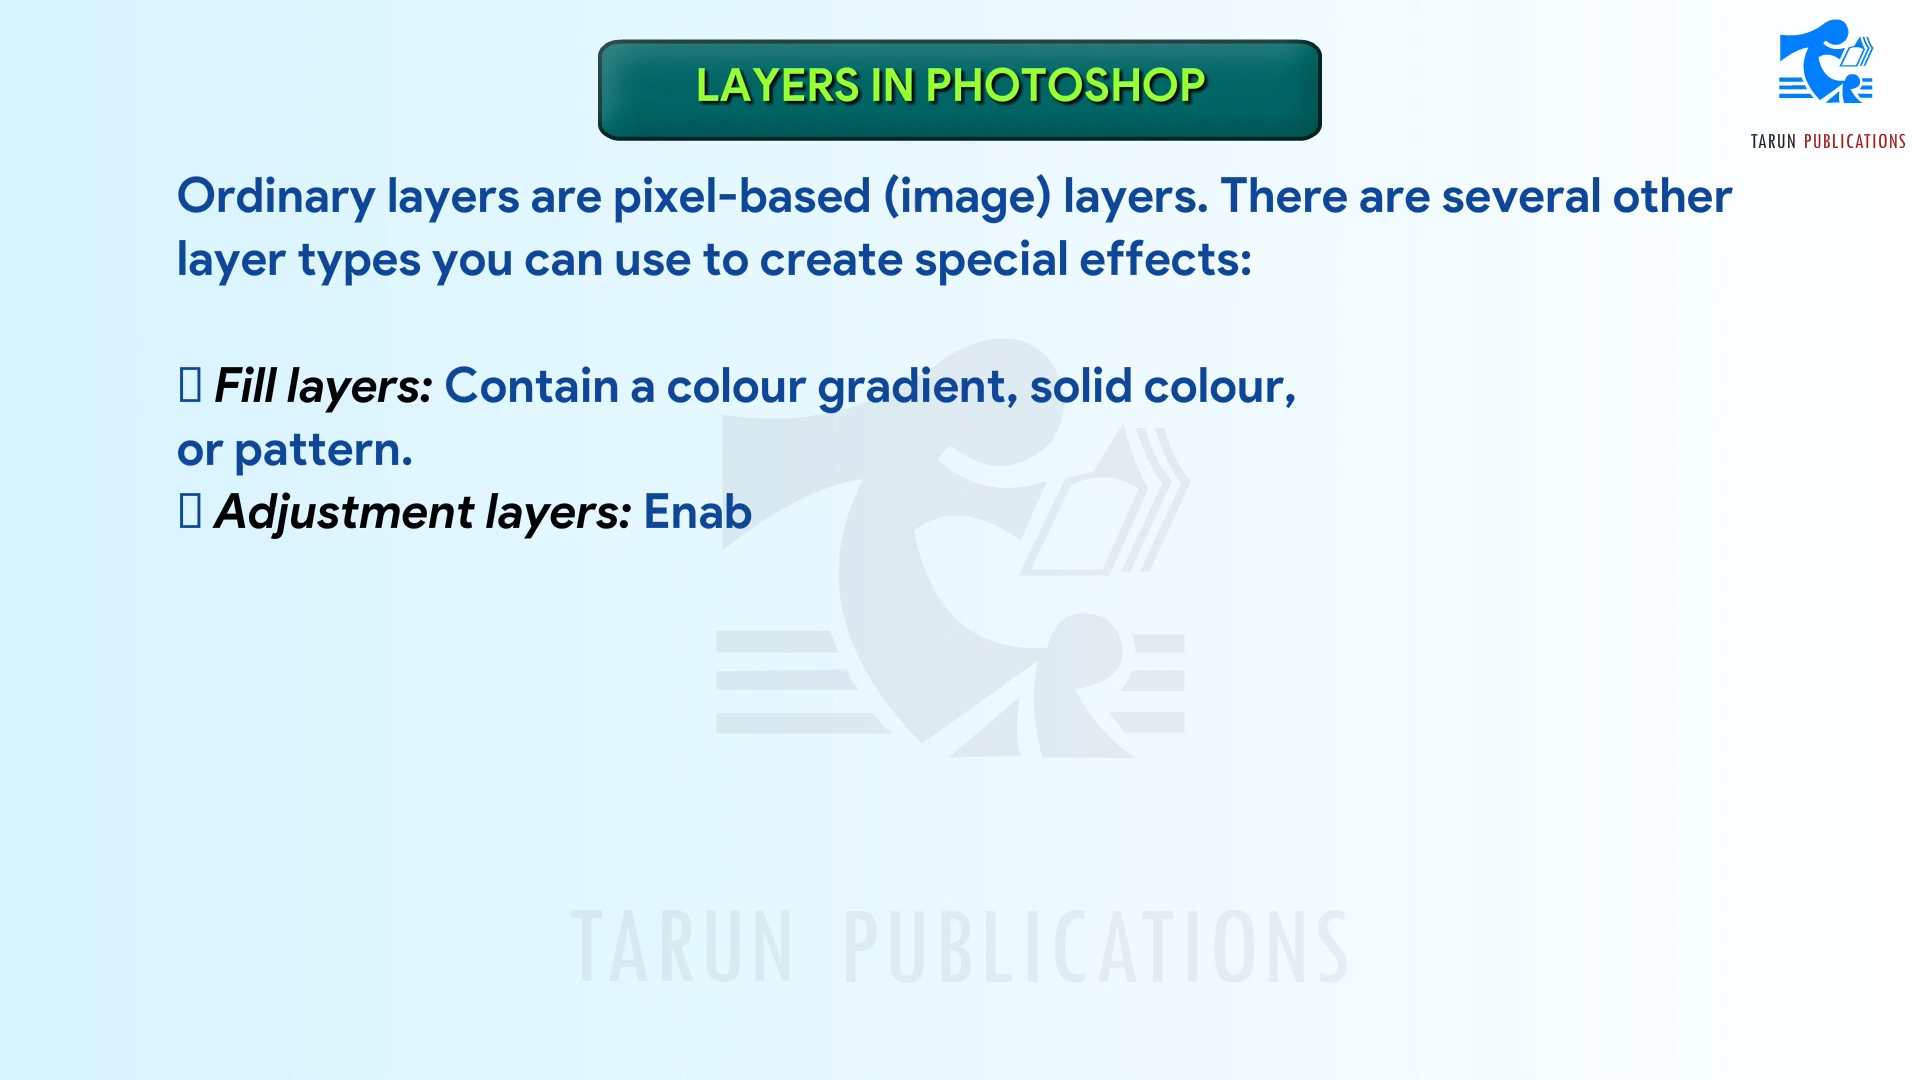 LAYERS IN PHOTOSHOP
TARUN PUBLICATIONS
Ordinary layers are pixel-based (image) layers. There are several other
layer types you can use to create special effects:
Fill layers: Contain a colour gradient, solid colour,
or pattern.
Adjustment layers: Enab
TARUN PUBLICATIONS